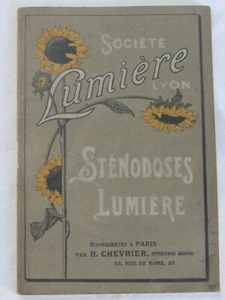 SOCIÉTÉ
Lumière
LYON
STÉNODOSES
LUMIÈRE
REPRÉSENTÉE À PARIS
PAR H. CHEVRIER,
35, RUE DE ROME, 35